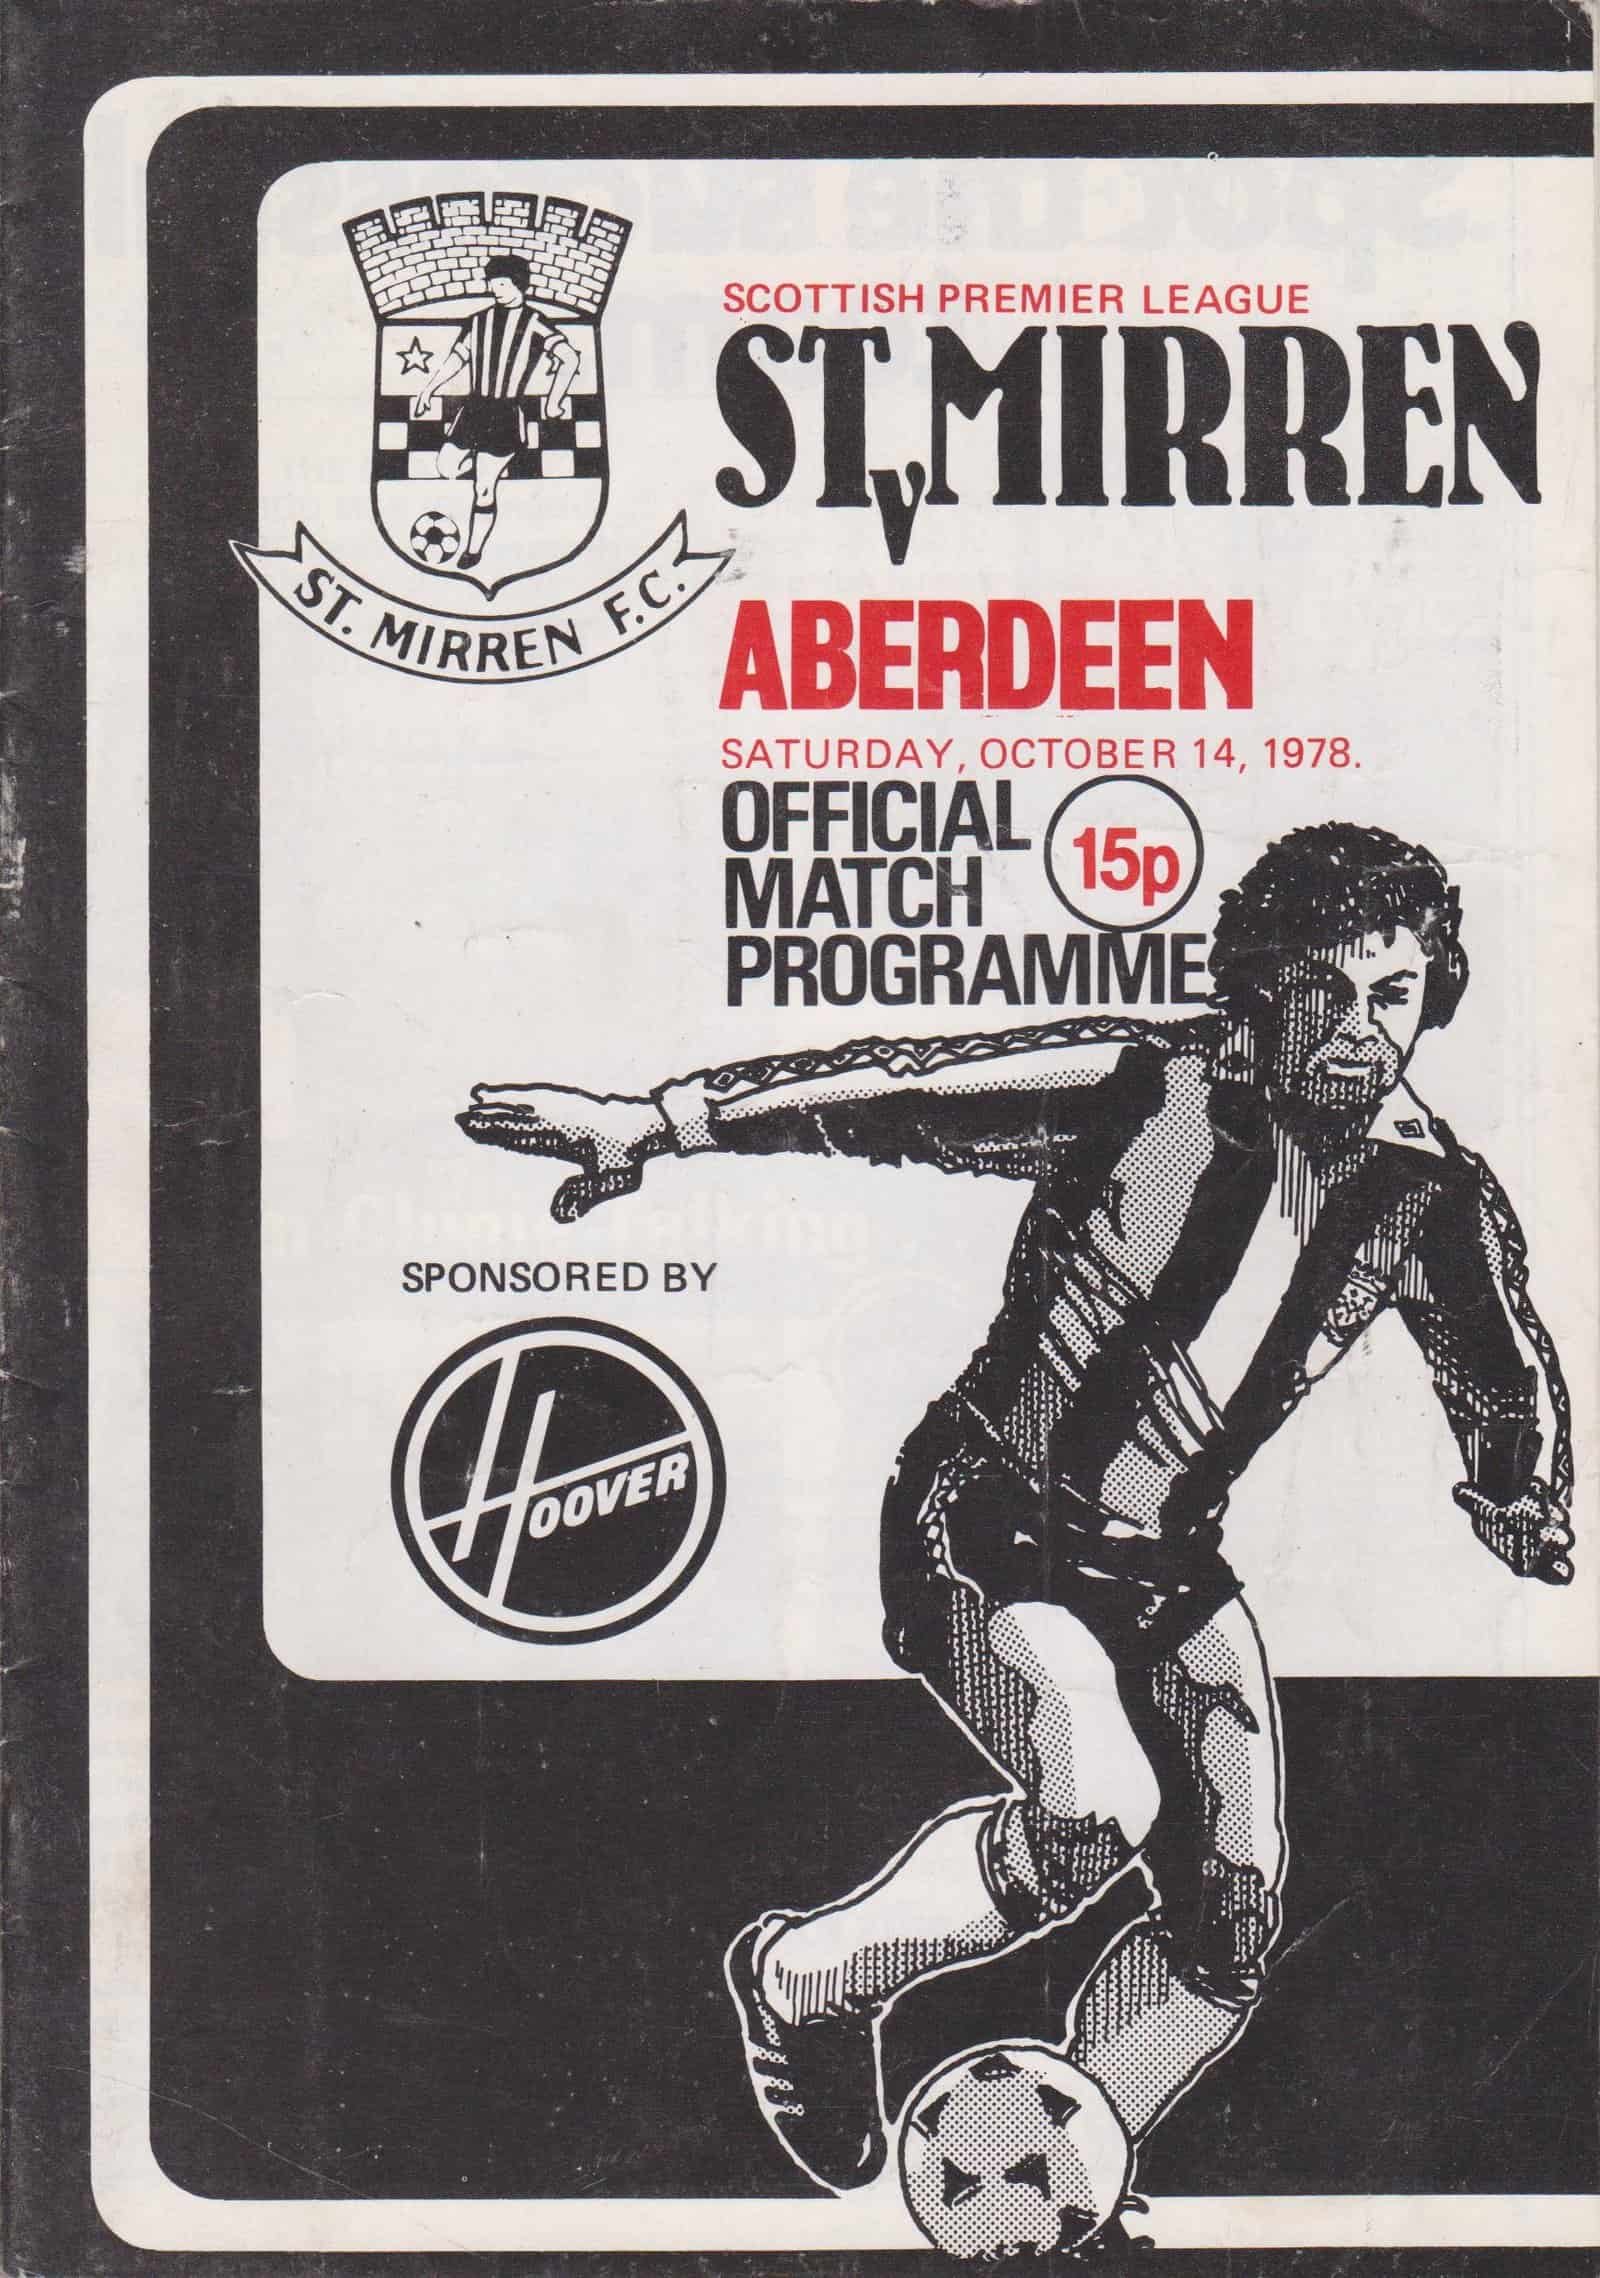 SCOTTISH PREMIER LEAGUE
ST. MIRREN
v
ABERDEEN
SATURDAY, OCTOBER 14, 1978.
OFFICIAL
MATCH
PROGRAMME
15p
ST. MIRREN F.C.
SPONSORED BY
HOOVER